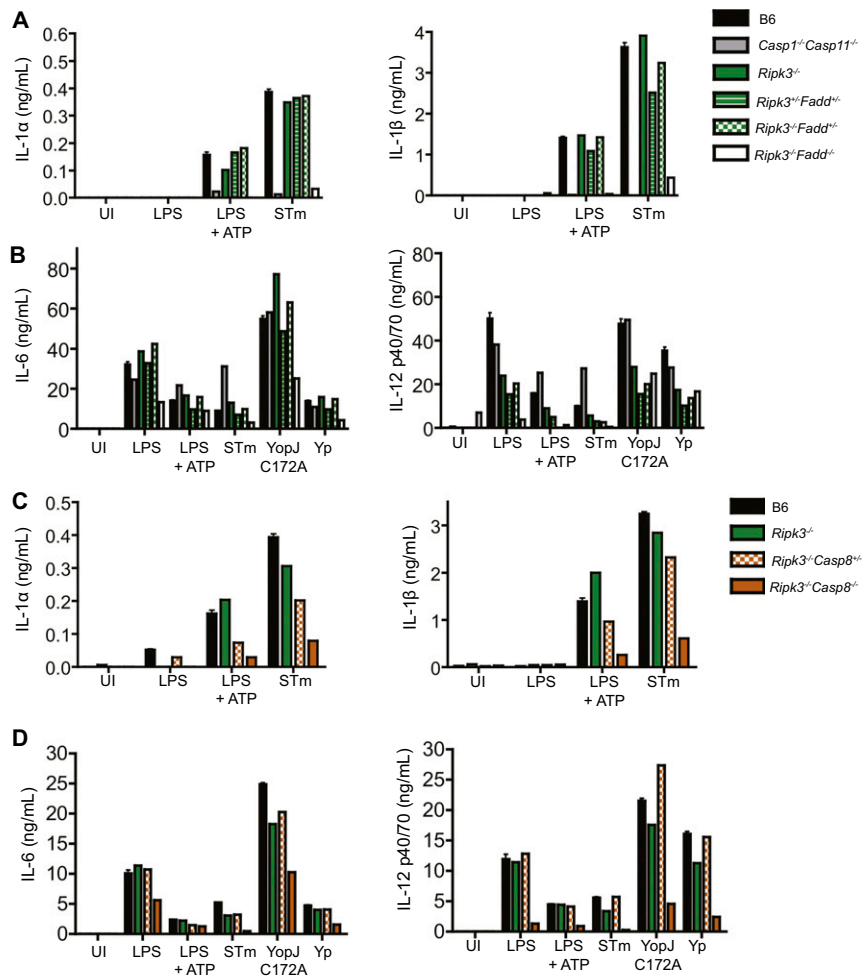 A
IL-1α (ng/mL)
0.6
0.5
0.4
0.3
0.2
0.1
0.0
UI LPS LPS + ATP STm
IL-1β (ng/mL)
4
3
2
1
0
UI LPS LPS + ATP STm
B6
Casp1-/-Casp11-/-
Ripk3-/-
Ripk3+/-Fadd+/-
Ripk3-/-Fadd+/-
Ripk3-/-Fadd-/-
B
IL-6 (ng/mL)
80
60
40
20
0
UI LPS LPS + ATP STm YopJ C172A Yp
IL-12 p40/70 (ng/mL)
80
60
40
20
0
UI LPS LPS + ATP STm YopJ C172A Yp
C
IL-1α (ng/mL)
0.5
0.4
0.3
0.2
0.1
0.0
UI LPS LPS + ATP STm
IL-1β (ng/mL)
3
2
1
0
UI LPS LPS + ATP STm
B6
Ripk3-/-
Ripk3-/-Casp8+/-
Ripk3-/-Casp8-/-
D
IL-6 (ng/mL)
30
25
20
15
10
5
0
UI LPS LPS + ATP STm YopJ C172A Yp
IL-12 p40/70 (ng/mL)
30
25
20
15
10
5
0
UI LPS LPS + ATP STm YopJ C172A Yp